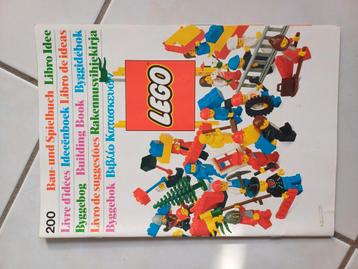 200
Bau- und Spielbuch Libro Idee
Livre d'idées Ideeënboek Libro de ideas
Byggebog Building Book Byggidebok
Livro de sugestões Rakennusvihjekirja
Byggebok Βιβλίο Κατασκευών
LEGO